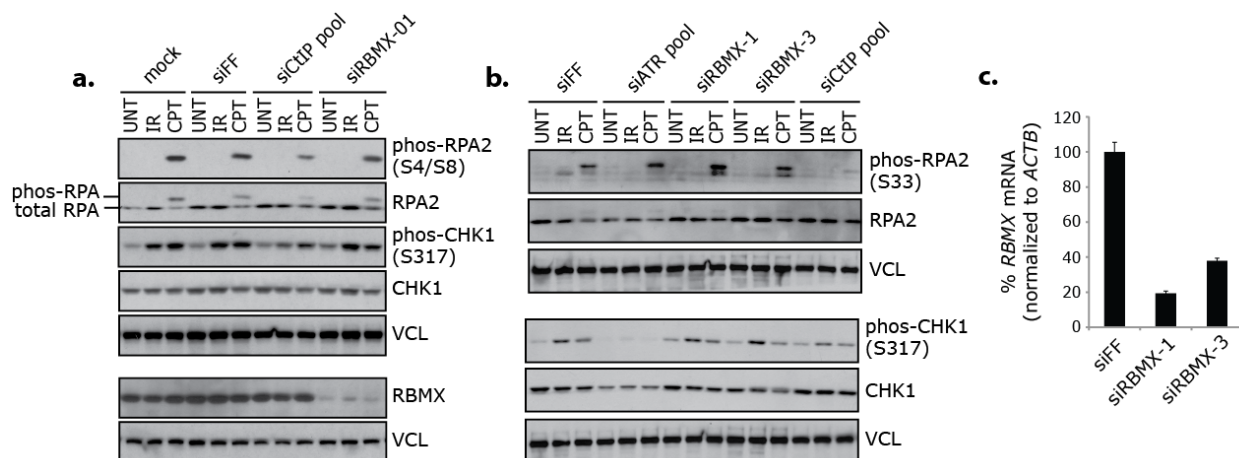 a.
mock
siFF
siCtIP pool
siRBMX-01
UNT IR CPT UNT IR CPT UNT IR CPT UNT IR CPT
phos-RPA2
(S4/S8)
phos-RPA
total RPA
RPA2
phos-CHK1
(S317)
CHK1
VCL
RBMX
VCL
b.
siFF
siATR pool
siRBMX-1
siRBMX-3
siCtIP pool
UNT IR CPT UNT IR CPT UNT IR CPT UNT IR CPT UNT IR CPT
phos-RPA2
(S33)
RPA2
VCL
phos-CHK1
(S317)
CHK1
VCL
c.
% RBMX mRNA
(normalized to ACTB)
120
100
80
60
40
20
0
siFF
siRBMX-1
siRBMX-3